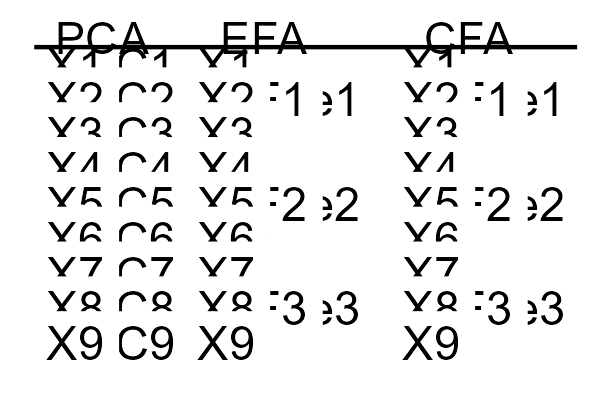 PCA EFA CFA
X1 C1 X1 X1
X2 C2 X2 F1 e1 X2 F1 e1
X3 C3 X3 X3
X4 C4 X4 X4
X5 C5 X5 F2 e2 X5 F2 e2
X6 C6 X6 X6
X7 C7 X7 X7
X8 C8 X8 F3 e3 X8 F3 e3
X9 C9 X9 X9